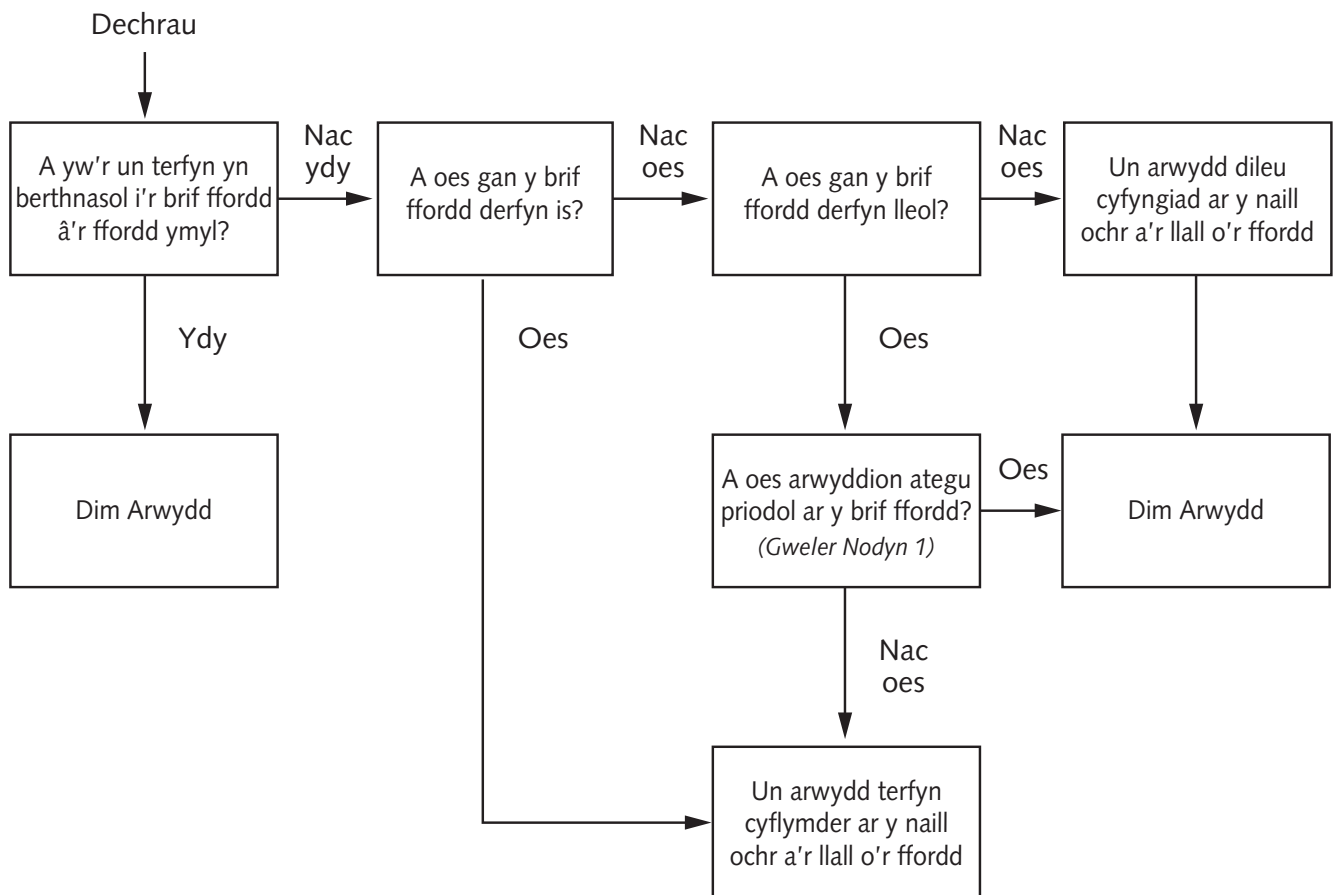 Dechrau
A yw'r un terfyn yn
berthnasol i'r brif ffordd
â'r ffordd ymyl?
Nac
ydy
A oes gan y brif
ffordd derfyn is?
Nac
oes
A oes gan y brif
ffordd derfyn lleol?
Nac
oes
Un arwydd dileu
cyfyngiad ar y naill
ochr a'r llall o'r ffordd
Ydy
Oes
Oes
Dim Arwydd
A oes arwyddion ategu
priodol ar y brif ffordd?
(Gweler Nodyn 1)
Oes
Dim Arwydd
Nac
oes
Un arwydd terfyn
cyflymder ar y naill
ochr a'r llall o'r ffordd